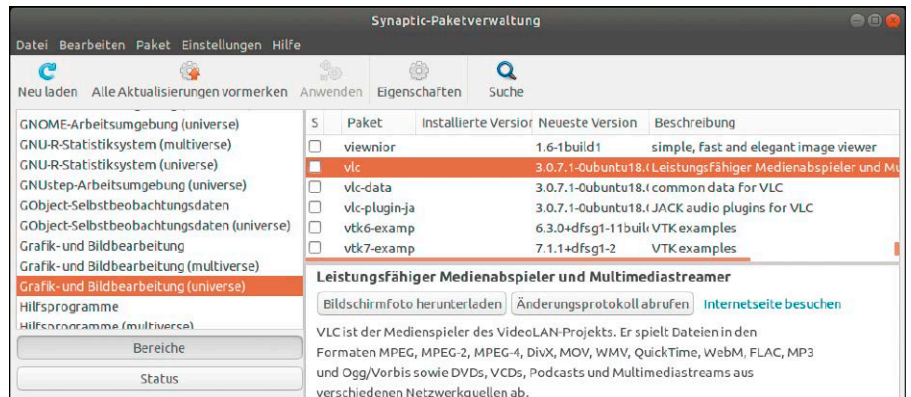 Synaptic-Paketverwaltung
Datei Bearbeiten Paket Einstellungen Hilfe
Neu laden Alle Aktualisierungen vormerken Anwenden Eigenschaften Suche
GNOME-Arbeitsumgebung (universe)
GNU-R-Statistiksystem (multiverse)
GNU-R-Statistiksystem (universe)
GNUstep-Arbeitsumgebung (universe)
GObject-Selbstbeobachtungsdaten
GObject-Selbstbeobachtungsdaten (universe)
Grafik- und Bildbearbeitung
Grafik- und Bildbearbeitung (multiverse)
Grafik- und Bildbearbeitung (universe)
Hilfsprogramme
Hilfsprogramme (multiverse)
Bereiche
Status
S Paket Installierte Version Neueste Version Beschreibung
viewnior 1.6-1build1 simple, fast and elegant image viewer
vlc 3.0.7.1-0ubuntu18.( Leistungsfähiger Medienabspieler und Mu
vlc-data 3.0.7.1-0ubuntu18.( common data for VLC
vlc-plugin-ja 3.0.7.1-0ubuntu18.( JACK audio plugins for VLC
vtk6-examp 6.3.0+dfsg1-11buil VTK examples
vtk7-examp 7.1.1+dfsg1-2 VTK examples
Leistungsfähiger Medienabspieler und Multimediastreamer
Bildschirmfoto herunterladen Änderungsprotokoll abrufen Internetseite besuchen
VLC ist der Medienspieler des VideoLAN-Projekts. Er spielt Dateien in den
Formaten MPEG, MPEG-2, MPEG-4, DivX, MOV, WMV, QuickTime, WebM, FLAC, MP3
und Ogg/Vorbis sowie DVDs, VCDs, Podcasts und Multimediastreams aus
verschiedenen Netzwerkquellen ab.